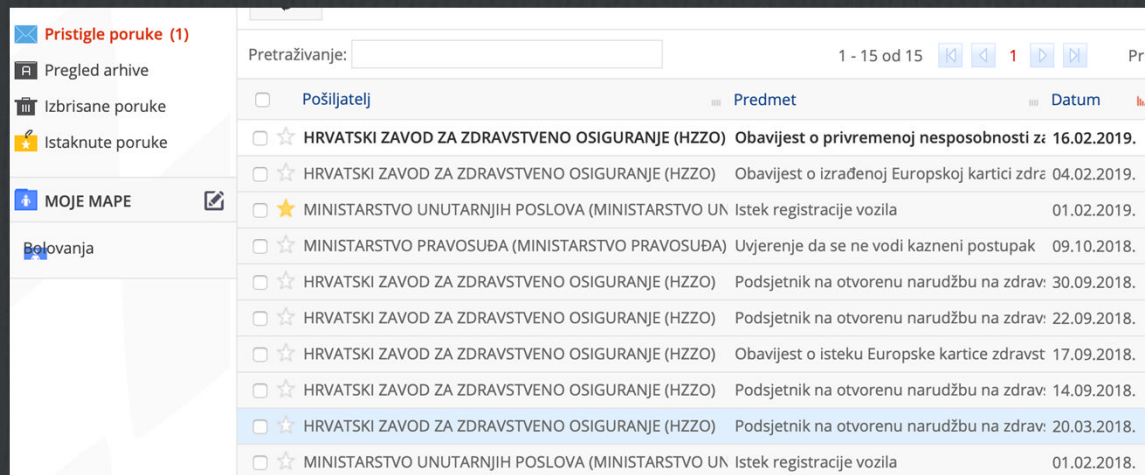 Pristigle poruke (1)
Pregled arhive
Izbrisane poruke
Istaknute poruke
MOJE MAPE
Bolovanja
Pretraživanje:
1 - 15 od 15 1 Pr
Pošiljatelj Predmet Datum
HRVATSKI ZAVOD ZA ZDRAVSTVENO OSIGURANJE (HZZO) Obavijest o privremenoj nesposobnosti za 16.02.2019.
HRVATSKI ZAVOD ZA ZDRAVSTVENO OSIGURANJE (HZZO) Obavijest o izrađenoj Europskoj kartici zdra 04.02.2019.
MINISTARSTVO UNUTARNJIH POSLOVA (MINISTARSTVO UN Istek registracije vozila 01.02.2019.
MINISTARSTVO PRAVOSUĐA (MINISTARSTVO PRAVOSUĐA) Uvjerenje da se ne vodi kazneni postupak 09.10.2018.
HRVATSKI ZAVOD ZA ZDRAVSTVENO OSIGURANJE (HZZO) Podsjetnik na otvorenu narudžbu na zdravs 30.09.2018.
HRVATSKI ZAVOD ZA ZDRAVSTVENO OSIGURANJE (HZZO) Podsjetnik na otvorenu narudžbu na zdravs 22.09.2018.
HRVATSKI ZAVOD ZA ZDRAVSTVENO OSIGURANJE (HZZO) Obavijest o isteku Europske kartice zdravst 17.09.2018.
HRVATSKI ZAVOD ZA ZDRAVSTVENO OSIGURANJE (HZZO) Podsjetnik na otvorenu narudžbu na zdravs 14.09.2018.
HRVATSKI ZAVOD ZA ZDRAVSTVENO OSIGURANJE (HZZO) Podsjetnik na otvorenu narudžbu na zdravs 20.03.2018.
MINISTARSTVO UNUTARNJIH POSLOVA (MINISTARSTVO UN Istek registracije vozila 01.02.2018.